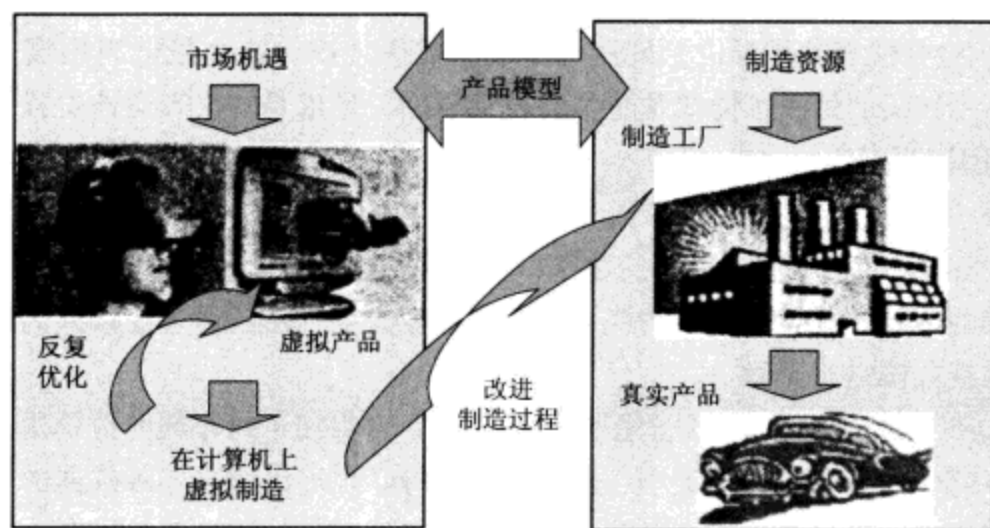 市场机遇
产品模型
制造资源
制造工厂
反复
优化
虚拟产品
在计算机上
虚拟制造
改进
制造过程
真实产品